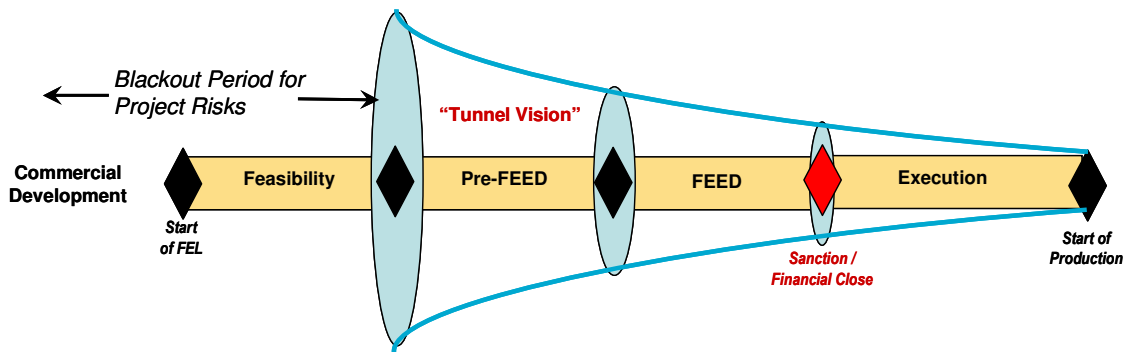 Blackout Period for
Project Risks
“Tunnel Vision”
Commercial
Development
Feasibility
Pre-FEED
FEED
Execution
Start
of FEL
Sanction /
Financial Close
Start of
Production